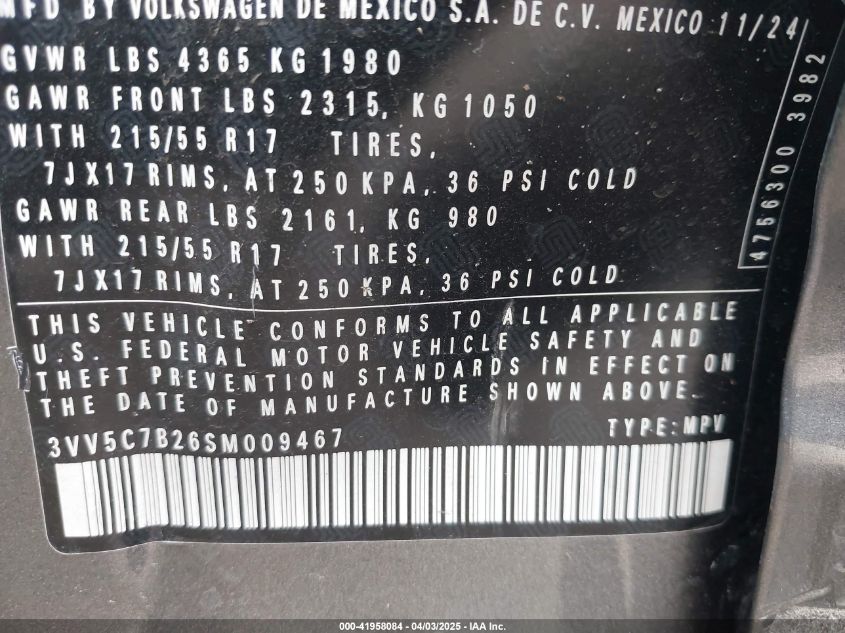 MFD BY VOLKSWAGEN DE MEXICO S.A. DE C.V. MEXICO 11/24
GVWR LBS 4365 KG 1980
GAWR FRONT LBS 2315, KG 1050
WITH 215/55 R17 TIRES,
7JX17 RIMS, AT 250 KPA, 36 PSI COLD
GAWR REAR LBS 2161, KG 980
WITH 215/55 R17 TIRES,
7JX17 RIMS, AT 250 KPA, 36 PSI COLD
4756300 3982
THIS VEHICLE CONFORMS TO ALL APPLICABLE
U.S. FEDERAL MOTOR VEHICLE SAFETY AND
THEFT PREVENTION STANDARDS IN EFFECT ON
THE DATE OF MANUFACTURE SHOWN ABOVE.
3VV5C7B26SM009467 TYPE:MPV
000-41958084 - 04/03/2025 - IAA Inc.